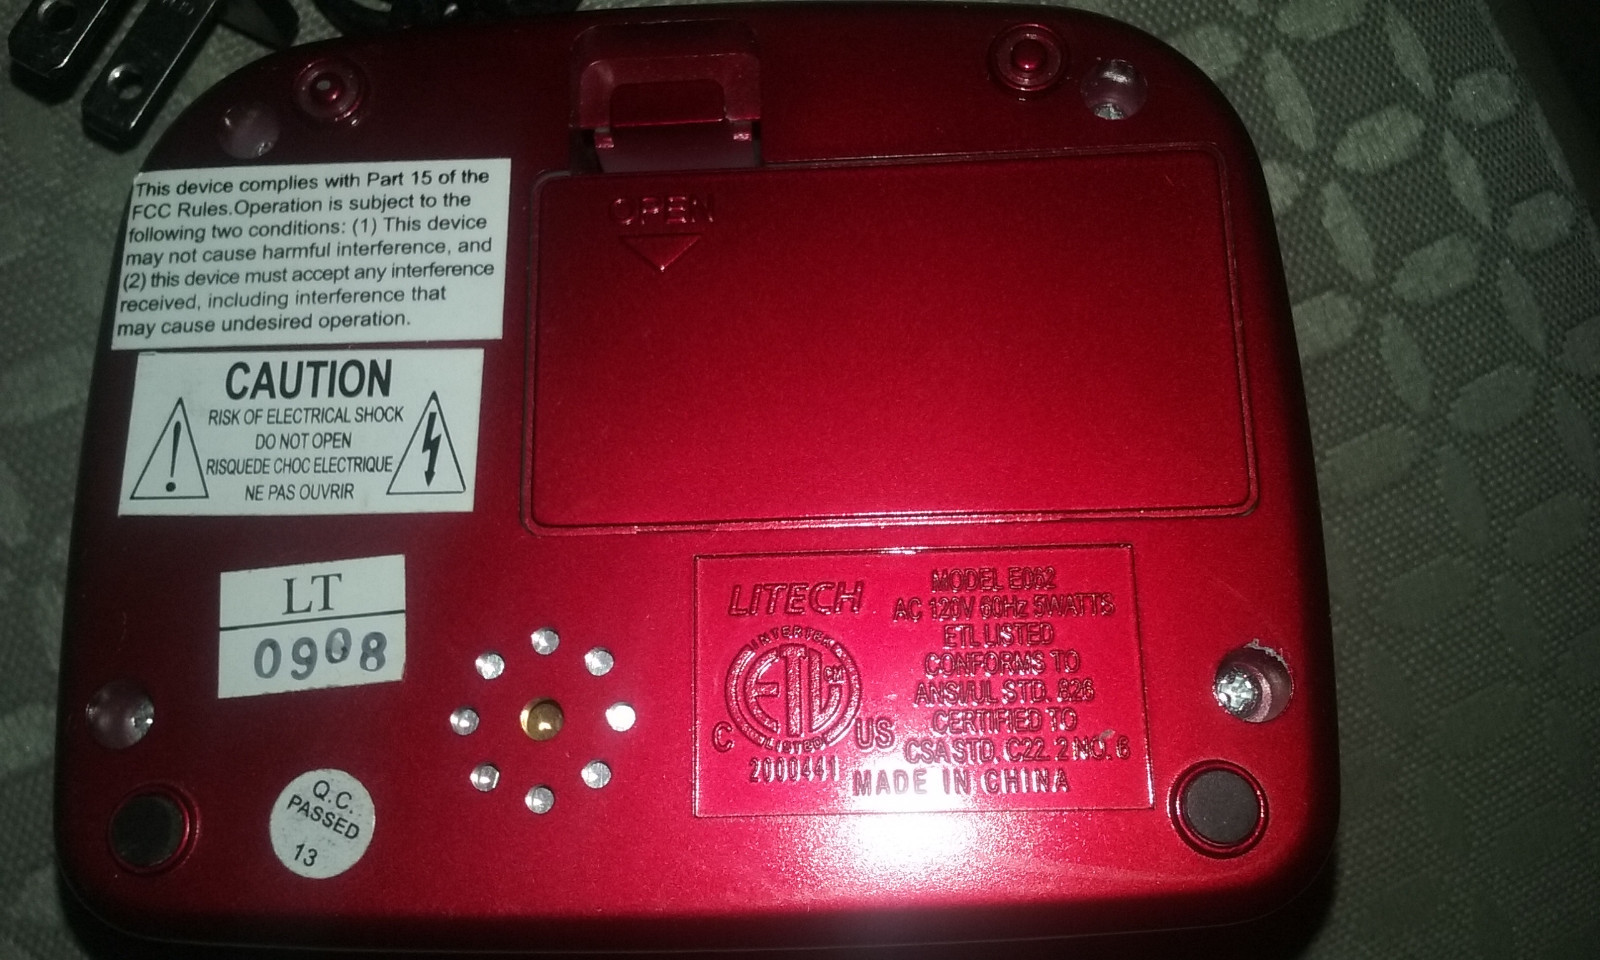 This device complies with Part 15 of the
FCC Rules.Operation is subject to the
following two conditions: (1) This device
may not cause harmful interference, and
(2) this device must accept any interference
received, including interference that
may cause undesired operation.
OPEN
CAUTION
RISK OF ELECTRICAL SHOCK
DO NOT OPEN
RISQUEDE CHOC ELECTRIQUE
NE PAS OUVRIR
LT
0908
Q.C.
PASSED
13
LITECH
INTERTEK
ETL CM
LISTED
C US
2000441
MODEL E062
AC 120V 60Hz 5WATTS
ETL LISTED
CONFORMS TO
ANSI/UL STD. 826
CERTIFIED TO
CSA STD. C22. 2 NO. 6
MADE IN CHINA